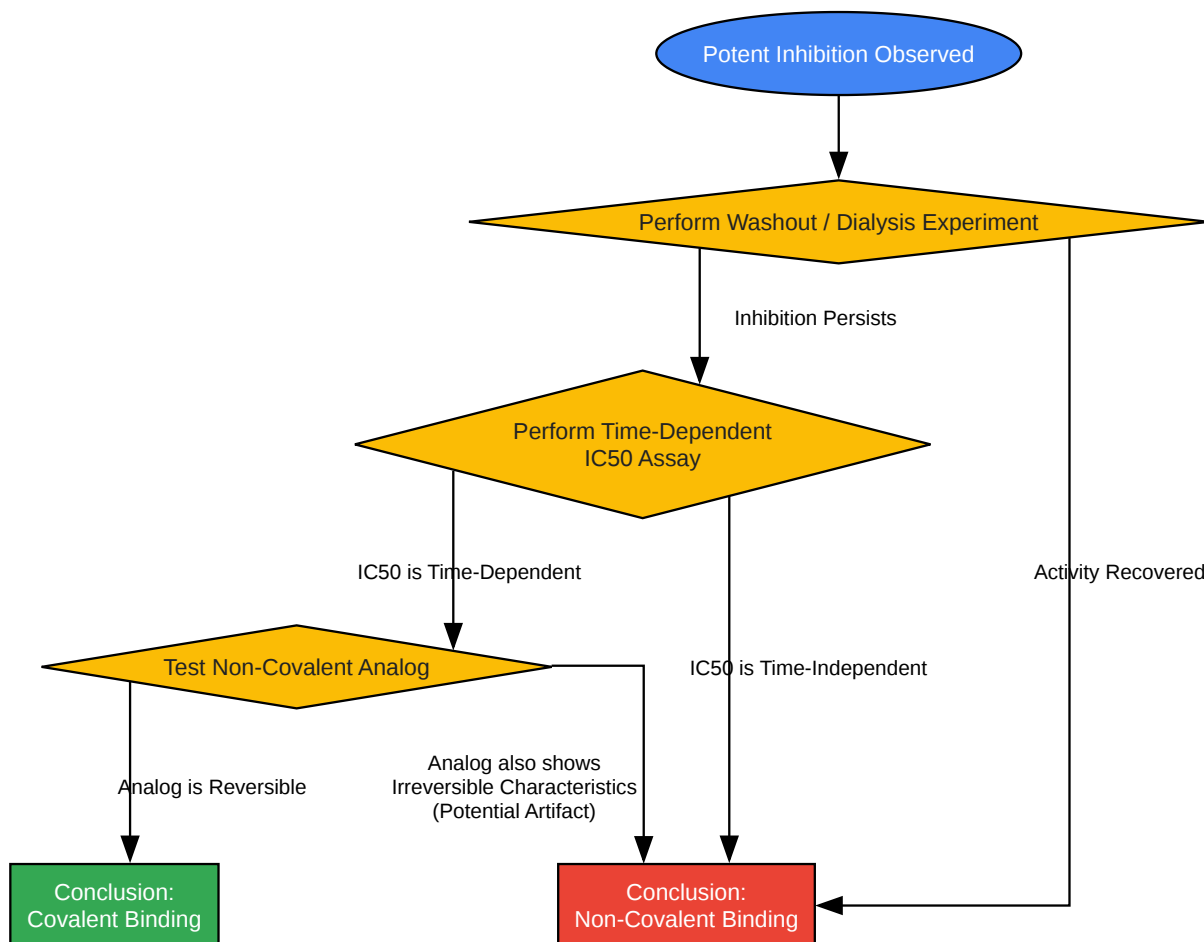 Potent Inhibition Observed
Perform Washout / Dialysis Experiment
Inhibition Persists
Perform Time-Dependent
IC50 Assay
IC50 is Time-Dependent
Activity Recovered
Test Non-Covalent Analog
IC50 is Time-Independent
Analog is Reversible
Analog also shows
Irreversible Characteristics
(Potential Artifact)
Conclusion:
Covalent Binding
Conclusion:
Non-Covalent Binding